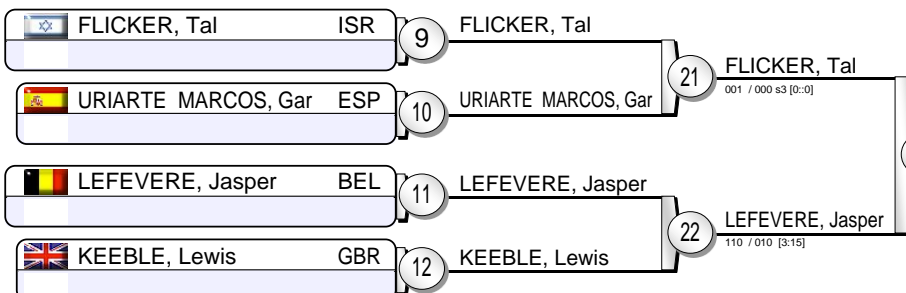 FLICKER, Tal ISR
9
FLICKER, Tal
URIARTE MARCOS, Gar ESP
10
URIARTE MARCOS, Gar
21
FLICKER, Tal
001 / 000 s3 [0::0]
LEFEVERE, Jasper BEL
11
LEFEVERE, Jasper
KEEBLE, Lewis GBR
12
KEEBLE, Lewis
22
LEFEVERE, Jasper
110 / 010 [3:15]